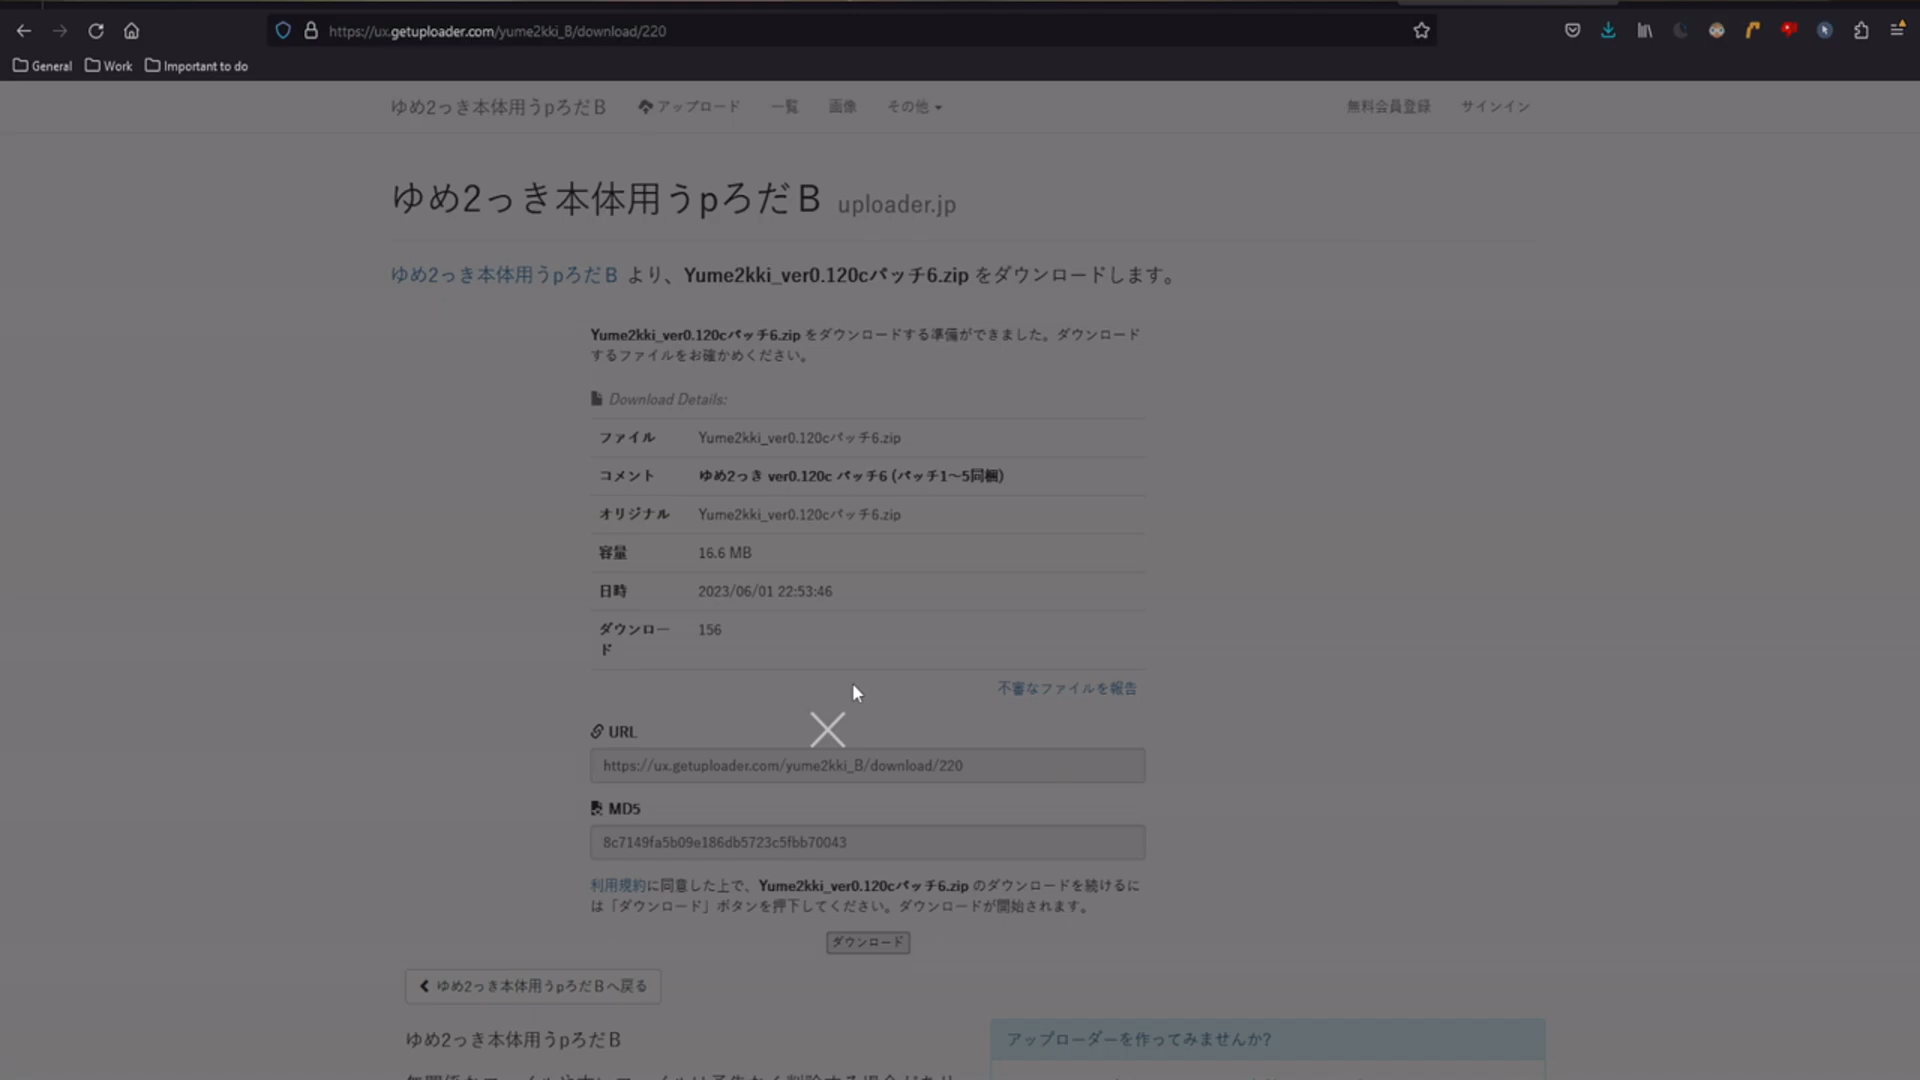 https://ux.getuploader.com/yume2kki_B/download/220
General Work Important to do
ゆめ2っき本体用うpろだB アップロード 一覧 画像 その他 無料会員登録 サインイン
ゆめ2っき本体用うpろだB uploader.jp
ゆめ2っき本体用うpろだB より、Yume2kki_ver0.120cパッチ6.zip をダウンロードします。
Yume2kki_ver0.120cパッチ6.zip をダウンロードする準備ができました。ダウンロード
するファイルをお確かめください。
Download Details:
ファイル Yume2kki_ver0.120cパッチ6.zip
コメント ゆめ2っき ver0.120c パッチ6 (パッチ1～5同梱)
オリジナル Yume2kki_ver0.120cパッチ6.zip
容量 16.6 MB
日時 2023/06/01 22:53:46
ダウンロー 156
ド
不審なファイルを報告
URL
https://ux.getuploader.com/yume2kki_B/download/220
MD5
8c7149fa5b09e186db5723c5fbb70043
利用規約に同意した上で、Yume2kki_ver0.120cパッチ6.zip のダウンロードを続けるに
は「ダウンロード」ボタンを押下してください。ダウンロードが開始されます。
ダウンロード
ゆめ2っき本体用うpろだBへ戻る
ゆめ2っき本体用うpろだB
アップローダーを作ってみませんか?